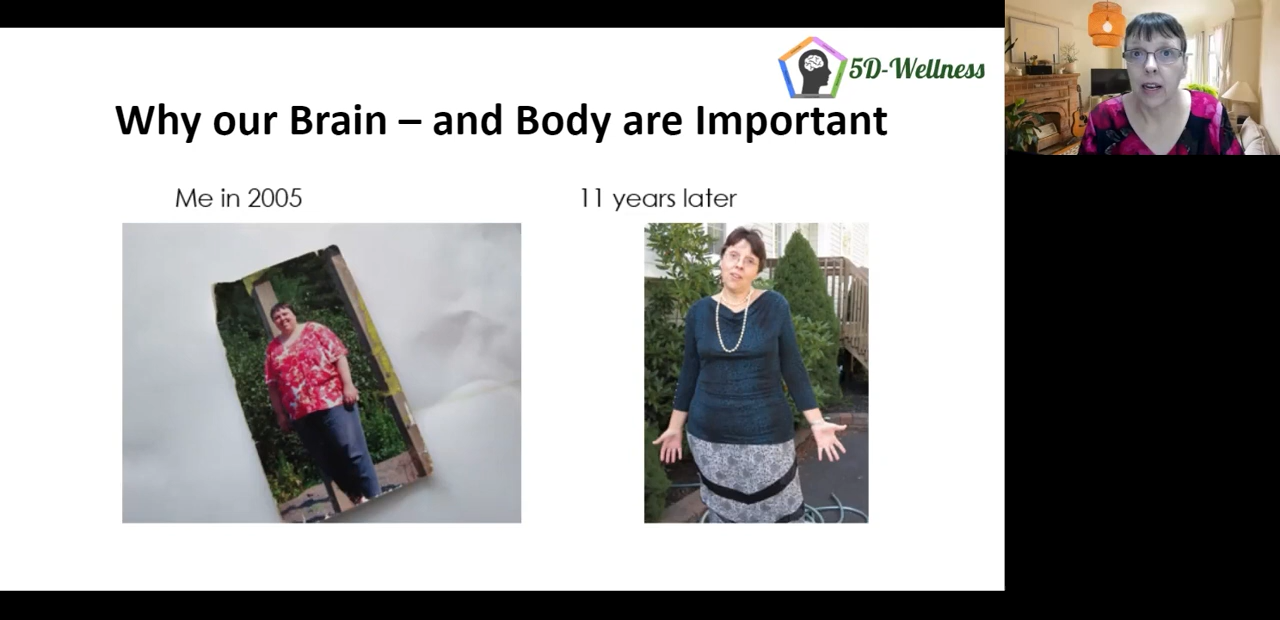 5D-Wellness
Why our Brain – and Body are Important
Me in 2005
11 years later